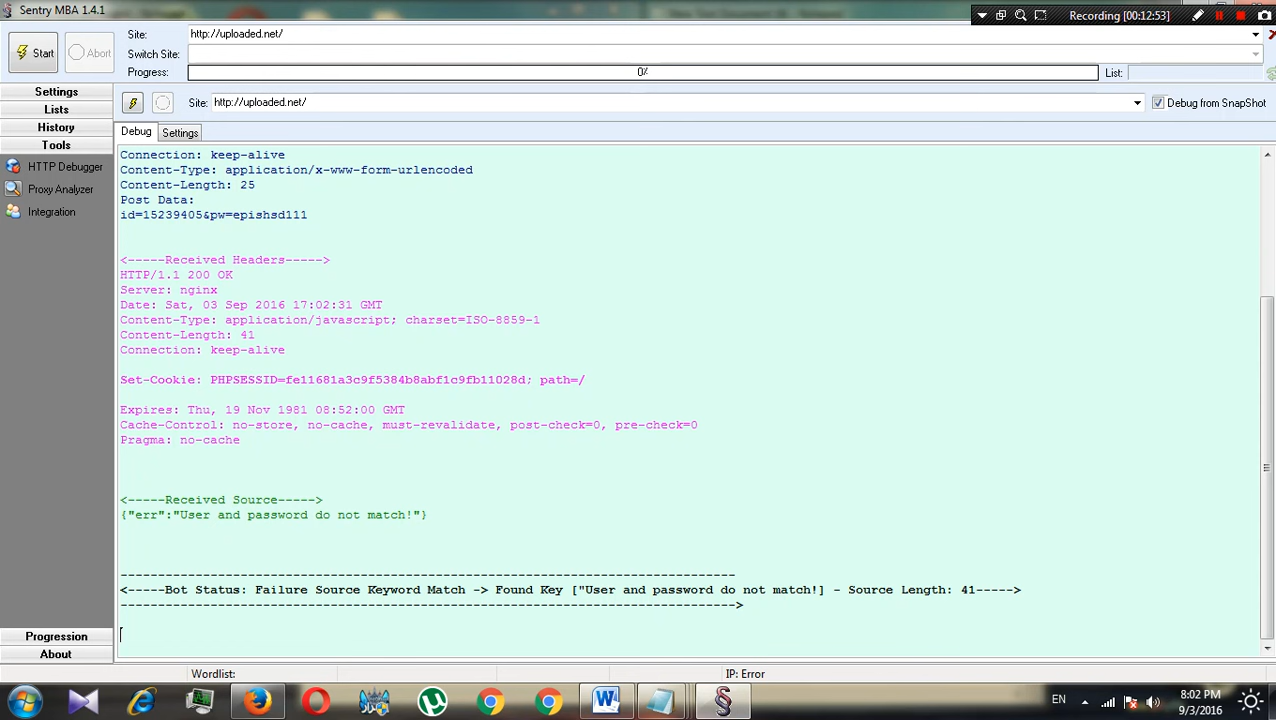 Sentry MBA 1.4.1
Recording [00:12:53]
Start
Abort
Site:
http://uploaded.net/
Switch Site:
Progress:
0%
List:
Settings
Lists
History
Tools
HTTP Debugger
Proxy Analyzer
Integration
Progression
About
Site:
http://uploaded.net/
Debug from SnapShot
Debug
Settings
Connection: keep-alive
Content-Type: application/x-www-form-urlencoded
Content-Length: 25
Post Data:
id=15239405&pw=epishsd111
<-----Received Headers----->
HTTP/1.1 200 OK
Server: nginx
Date: Sat, 03 Sep 2016 17:02:31 GMT
Content-Type: application/javascript; charset=ISO-8859-1
Content-Length: 41
Connection: keep-alive
Set-Cookie: PHPSESSID=fe11681a3c9f5384b8abf1c9fb11028d; path=/
Expires: Thu, 19 Nov 1981 08:52:00 GMT
Cache-Control: no-store, no-cache, must-revalidate, post-check=0, pre-check=0
Pragma: no-cache
<-----Received Source----->
{"err":"User and password do not match!"}
----------------------------------------------------------------------------------
<-----Bot Status: Failure Source Keyword Match -> Found Key ["User and password do not match!] - Source Length: 41----->
---------------------------------------------------------------------------------->
Wordlist:
IP: Error
EN
8:02 PM
9/3/2016